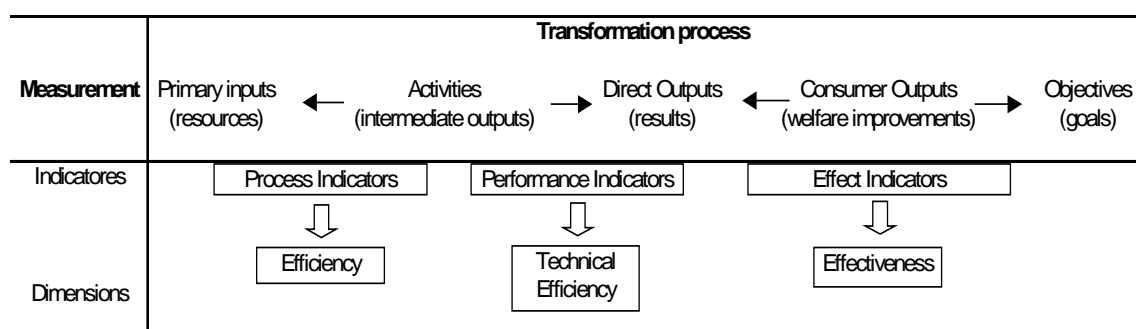 Transformation process
Measurement
Primary inputs
(resources)
Activities
(intermediate outputs)
Direct Outputs
(results)
Consumer Outputs
(welfare improvements)
Objectives
(goals)
Indicatores
Process Indicators
Performance Indicators
Effect Indicators
Dimensions
Efficiency
Technical
Efficiency
Effectiveness